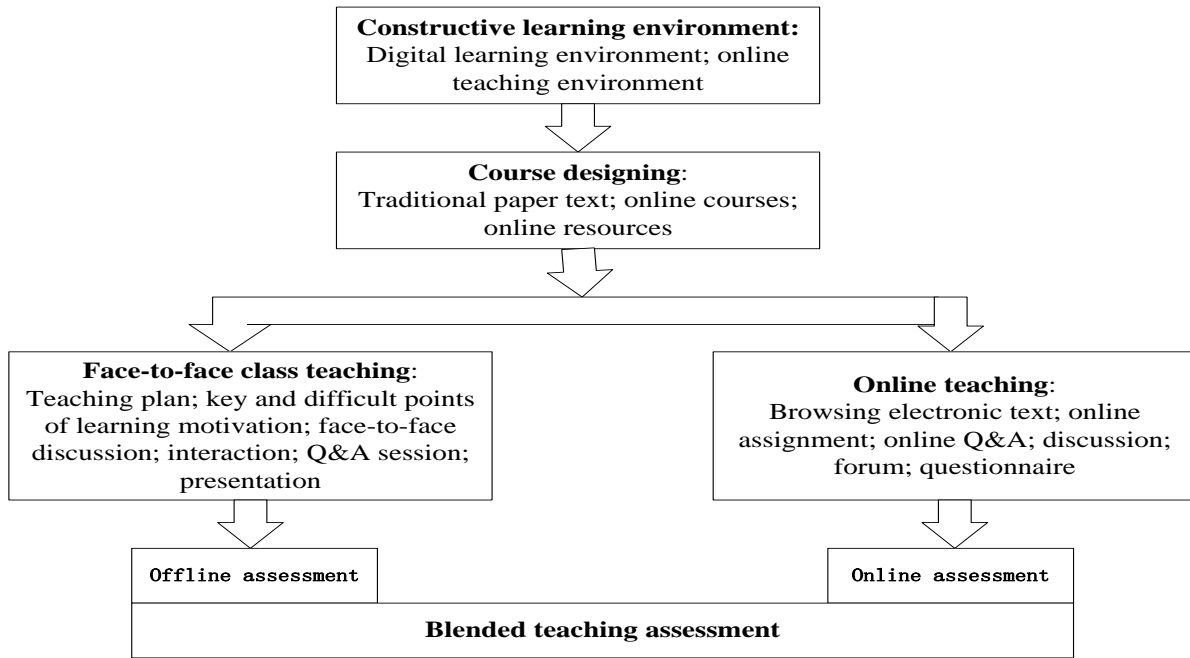 Constructive learning environment:
Digital learning environment; online
teaching environment
Course designing:
Traditional paper text; online courses;
online resources
Face-to-face class teaching:
Teaching plan; key and difficult points
of learning motivation; face-to-face
discussion; interaction; Q&A session;
presentation
Online teaching:
Browsing electronic text; online
assignment; online Q&A; discussion;
forum; questionnaire
Offline assessment
Online assessment
Blended teaching assessment